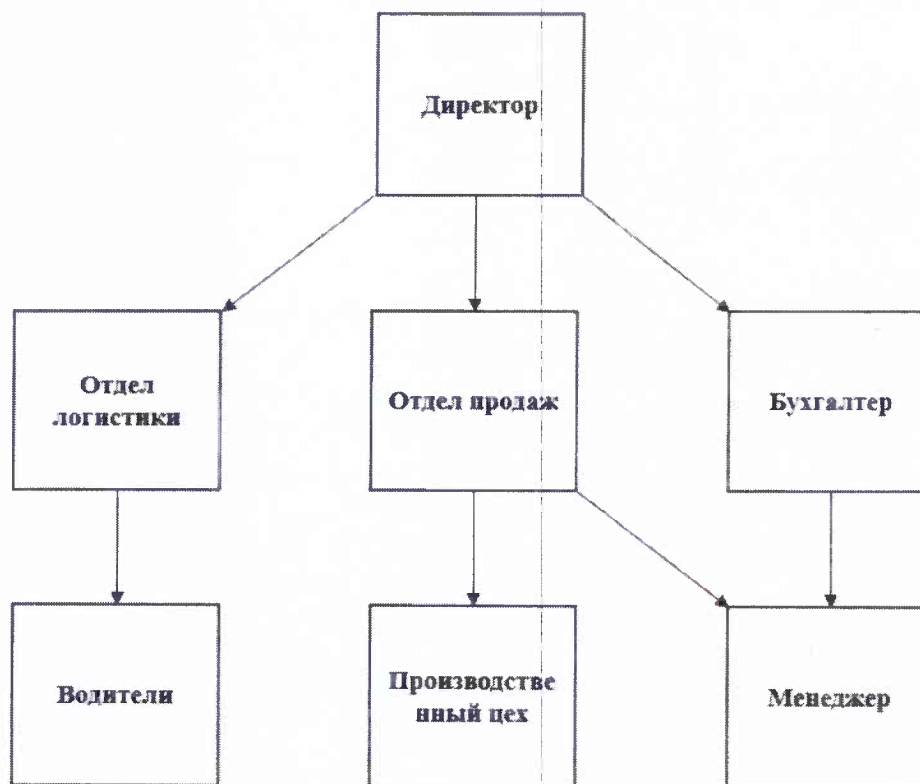 Директор
Отдел
логистики
Отдел продаж
Бухгалтер
Водители
Производстве
нный цех
Менеджер